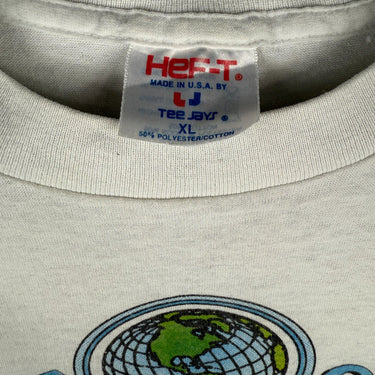 HEF-T®
MADE IN U.S.A. BY
TEE JAYS®
XL
50% POLYESTER/COTTON